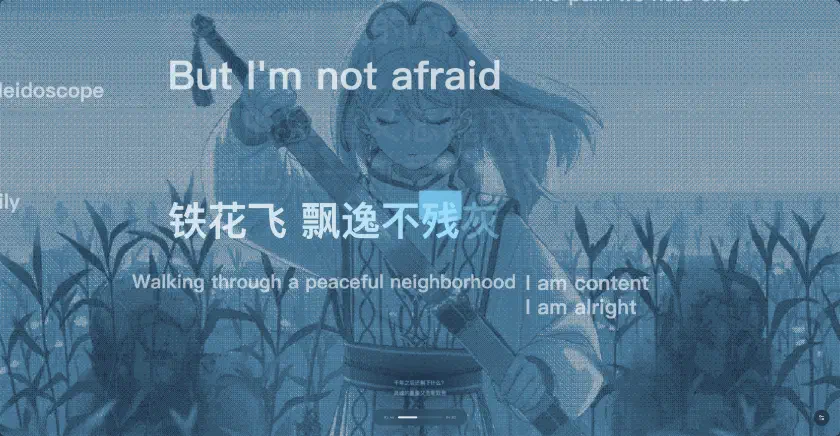 leidoscope
But I'm not afraid
ily
铁花飞 飘逸不残灰
Walking through a peaceful neighborhood
I am content
I am alright